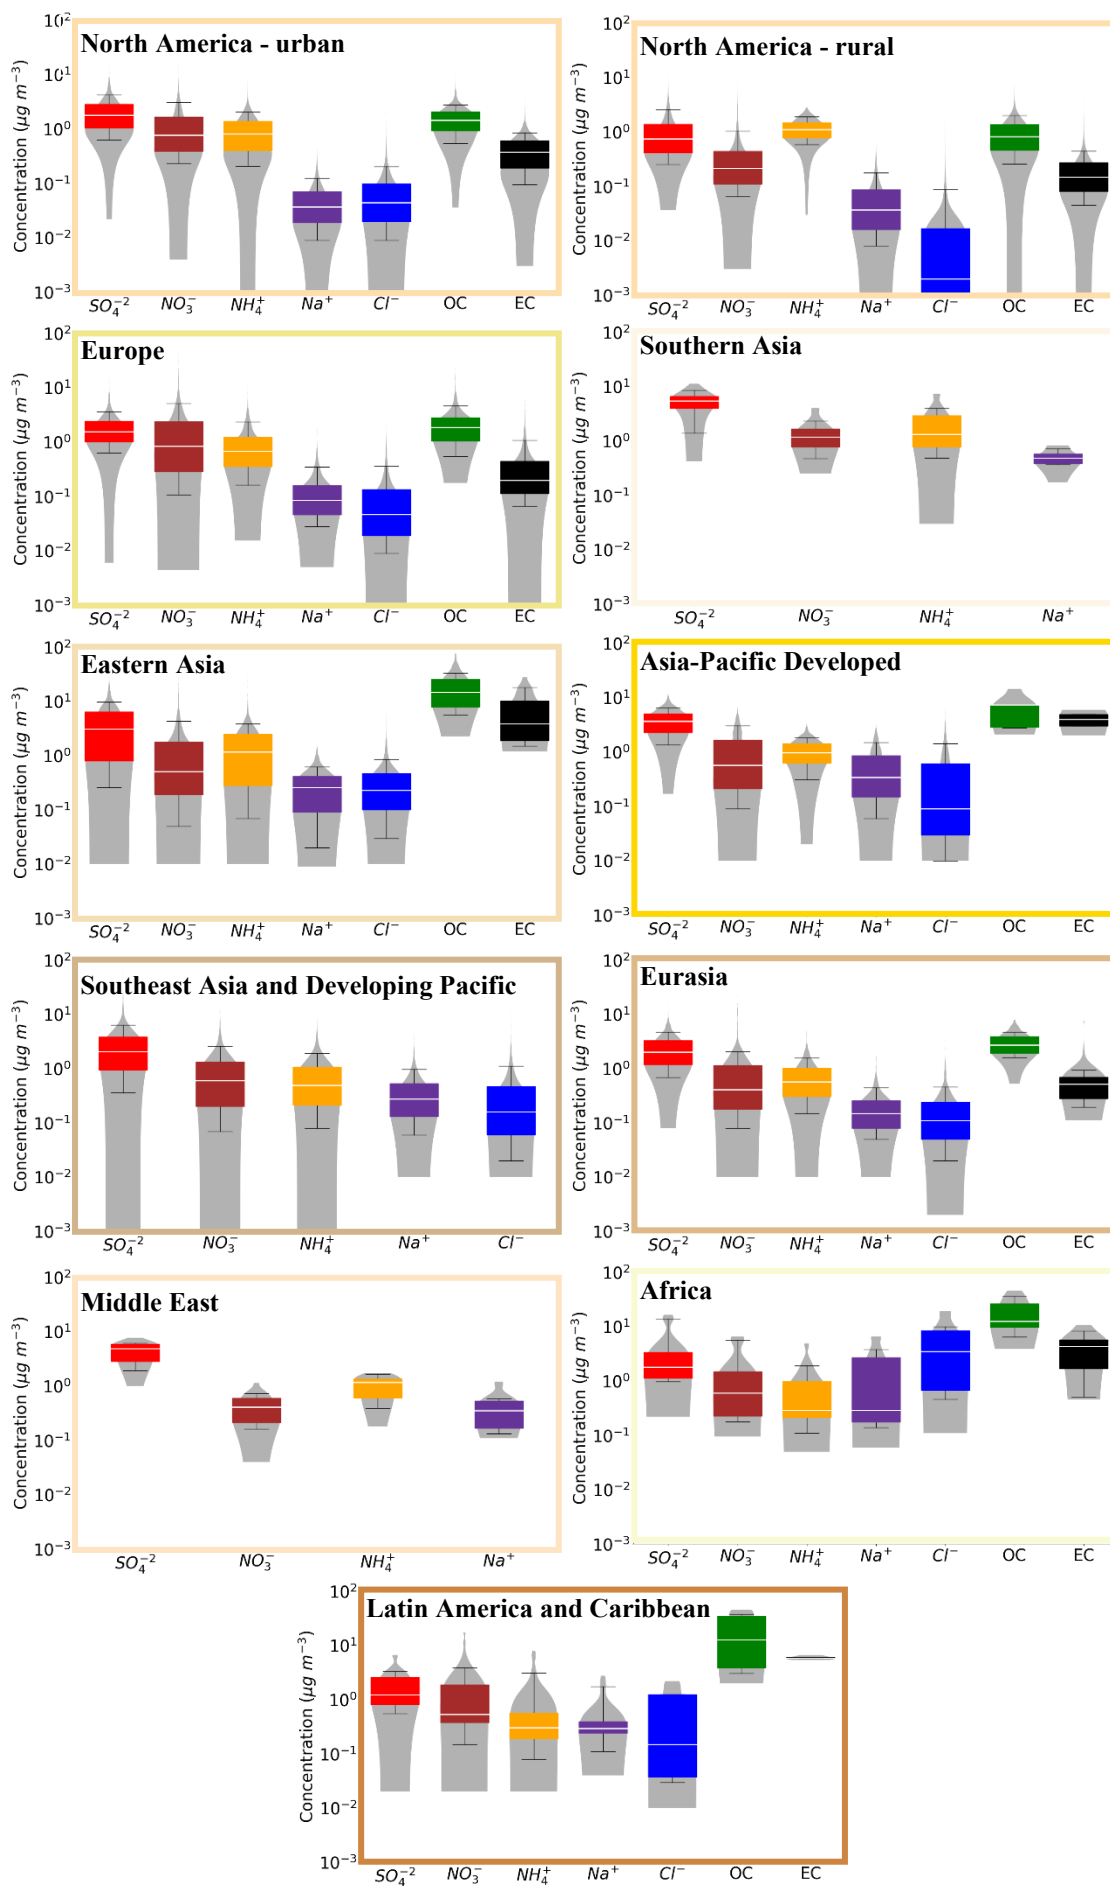 North America - urban
Concentration (μg m⁻³)
10²
10¹
10⁰
10⁻¹
10⁻²
10⁻³
SO₄⁻² NO₃⁻ NH₄⁺ Na⁺ Cl⁻ OC EC
North America - rural
Concentration (μg m⁻³)
10²
10¹
10⁰
10⁻¹
10⁻²
10⁻³
SO₄⁻² NO₃⁻ NH₄⁺ Na⁺ Cl⁻ OC EC
Europe
Concentration (μg m⁻³)
10²
10¹
10⁰
10⁻¹
10⁻²
10⁻³
SO₄⁻² NO₃⁻ NH₄⁺ Na⁺ Cl⁻ OC EC
Southern Asia
Concentration (μg m⁻³)
10²
10¹
10⁰
10⁻¹
10⁻²
10⁻³
SO₄⁻² NO₃⁻ NH₄⁺ Na⁺
Eastern Asia
Concentration (μg m⁻³)
10²
10¹
10⁰
10⁻¹
10⁻²
10⁻³
SO₄⁻² NO₃⁻ NH₄⁺ Na⁺ Cl⁻ OC EC
Asia-Pacific Developed
Concentration (μg m⁻³)
10²
10¹
10⁰
10⁻¹
10⁻²
10⁻³
SO₄⁻² NO₃⁻ NH₄⁺ Na⁺ Cl⁻ OC EC
Southeast Asia and Developing Pacific
Concentration (μg m⁻³)
10²
10¹
10⁰
10⁻¹
10⁻²
10⁻³
SO₄⁻² NO₃⁻ NH₄⁺ Na⁺ Cl⁻
Eurasia
Concentration (μg m⁻³)
10²
10¹
10⁰
10⁻¹
10⁻²
10⁻³
SO₄⁻² NO₃⁻ NH₄⁺ Na⁺ Cl⁻ OC EC
Middle East
Concentration (μg m⁻³)
10²
10¹
10⁰
10⁻¹
10⁻²
10⁻³
SO₄⁻² NO₃⁻ NH₄⁺ Na⁺
Africa
Concentration (μg m⁻³)
10²
10¹
10⁰
10⁻¹
10⁻²
10⁻³
SO₄⁻² NO₃⁻ NH₄⁺ Na⁺ Cl⁻ OC EC
Latin America and Caribbean
Concentration (μg m⁻³)
10²
10¹
10⁰
10⁻¹
10⁻²
10⁻³
SO₄⁻² NO₃⁻ NH₄⁺ Na⁺ Cl⁻ OC EC